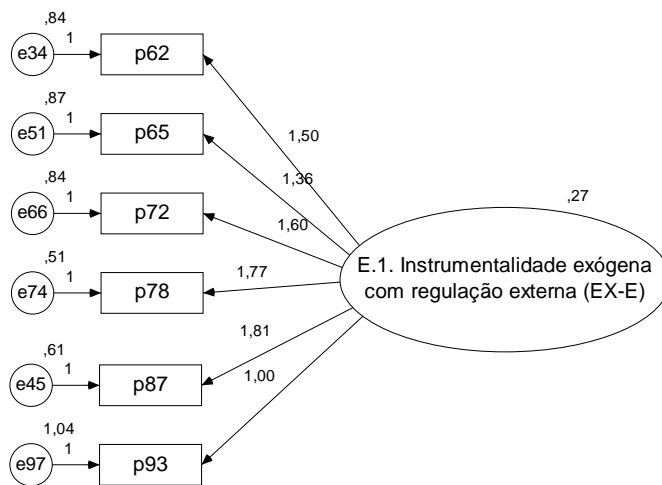 ,84
1
e34
p62
,87
1
e51
p65
1,50
,84
1
e66
p72
1,36
1,60
,27
,51
1
e74
p78
1,77
E.1. Instrumentalidade exógena
com regulação externa (EX-E)
,61
1
e45
p87
1,81
1,04
1
e97
p93
1,00